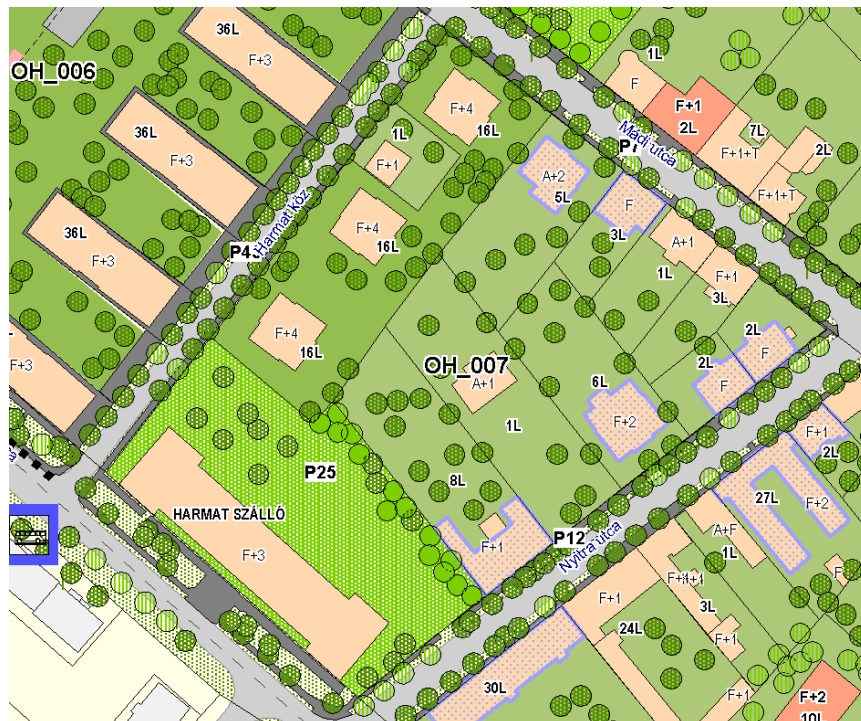 36L
F+3
1L
OH_006
F
F+4
F+1
2L
36L
1L
16L
7L
Mádi utca
F+3
P7
2L
F+1
F+1+T
A+2
F+1+T
5L
36L
F
F+4
Harmat köz
3L
16L
A+1
F+3
1L
F+1
3L
F+4
2L
16L
F
OH_007
2L
F+3
A+1
6L
F
1L
F+2
F+1
2L
P25
8L
27L
F+2
HARMAT SZÁLLÓ
A+F
P12
F+1
1L
F+3
Nyitra utca
F+1
3L
24L
F+1
30L
F+1
F+2
10L